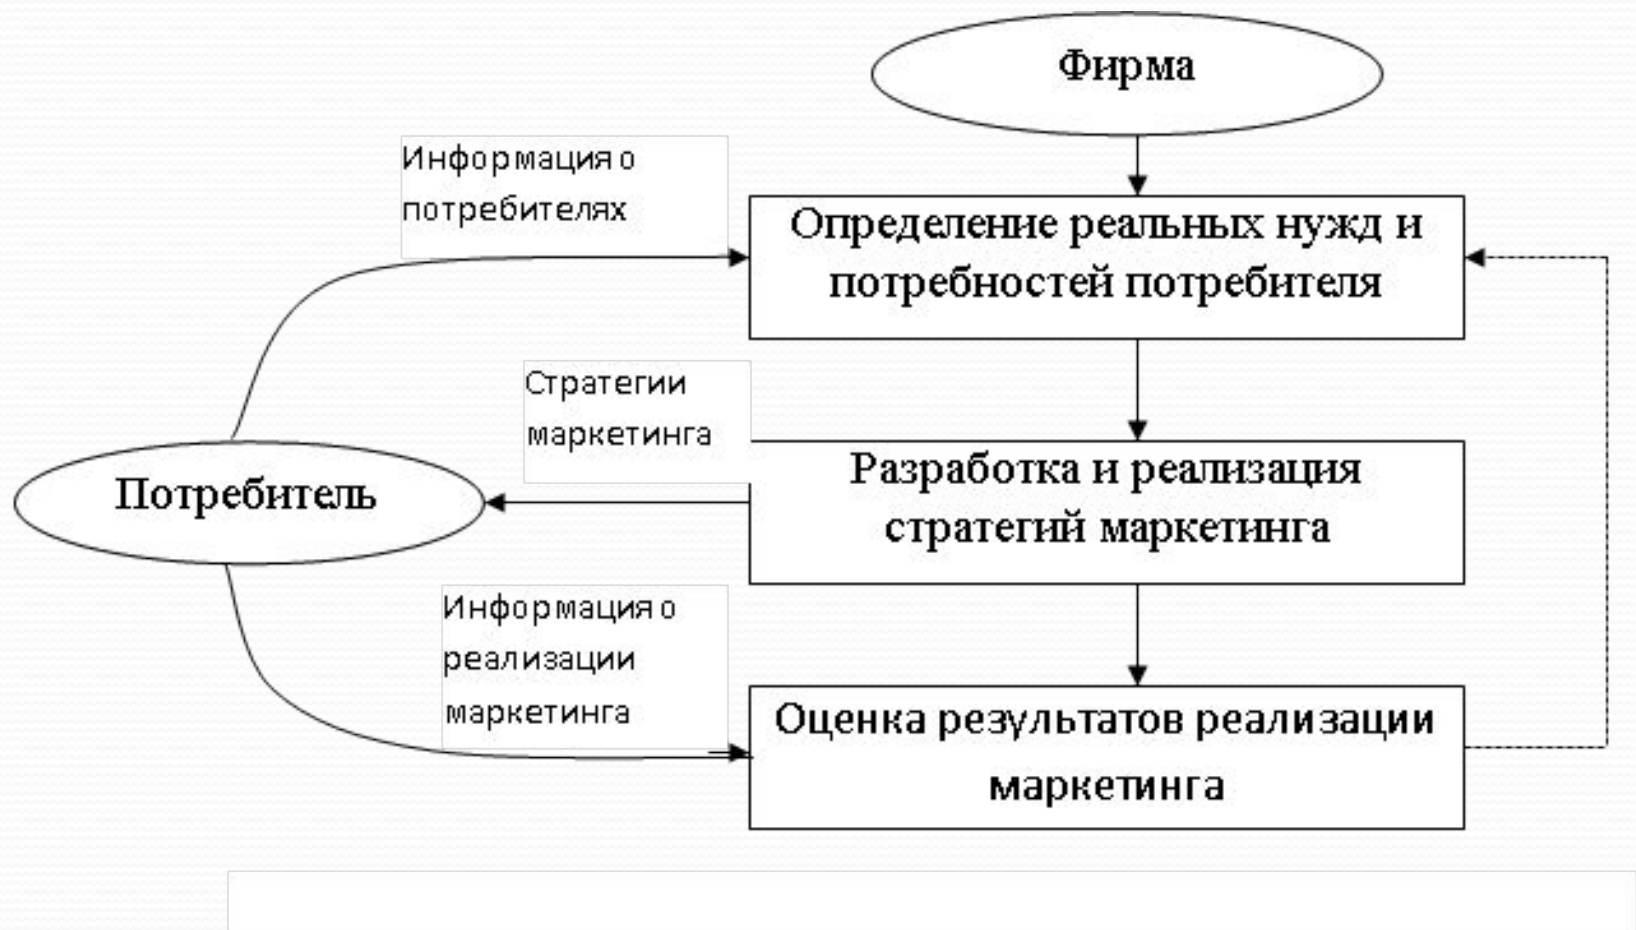 Фирма
Информация о
потребителях
Определение реальных нужд и
потребностей потребителя
Стратегии
маркетинга
Разработка и реализация
стратегий маркетинга
Потребитель
Информация о
реализации
маркетинга
Оценка результатов реализации
маркетинга